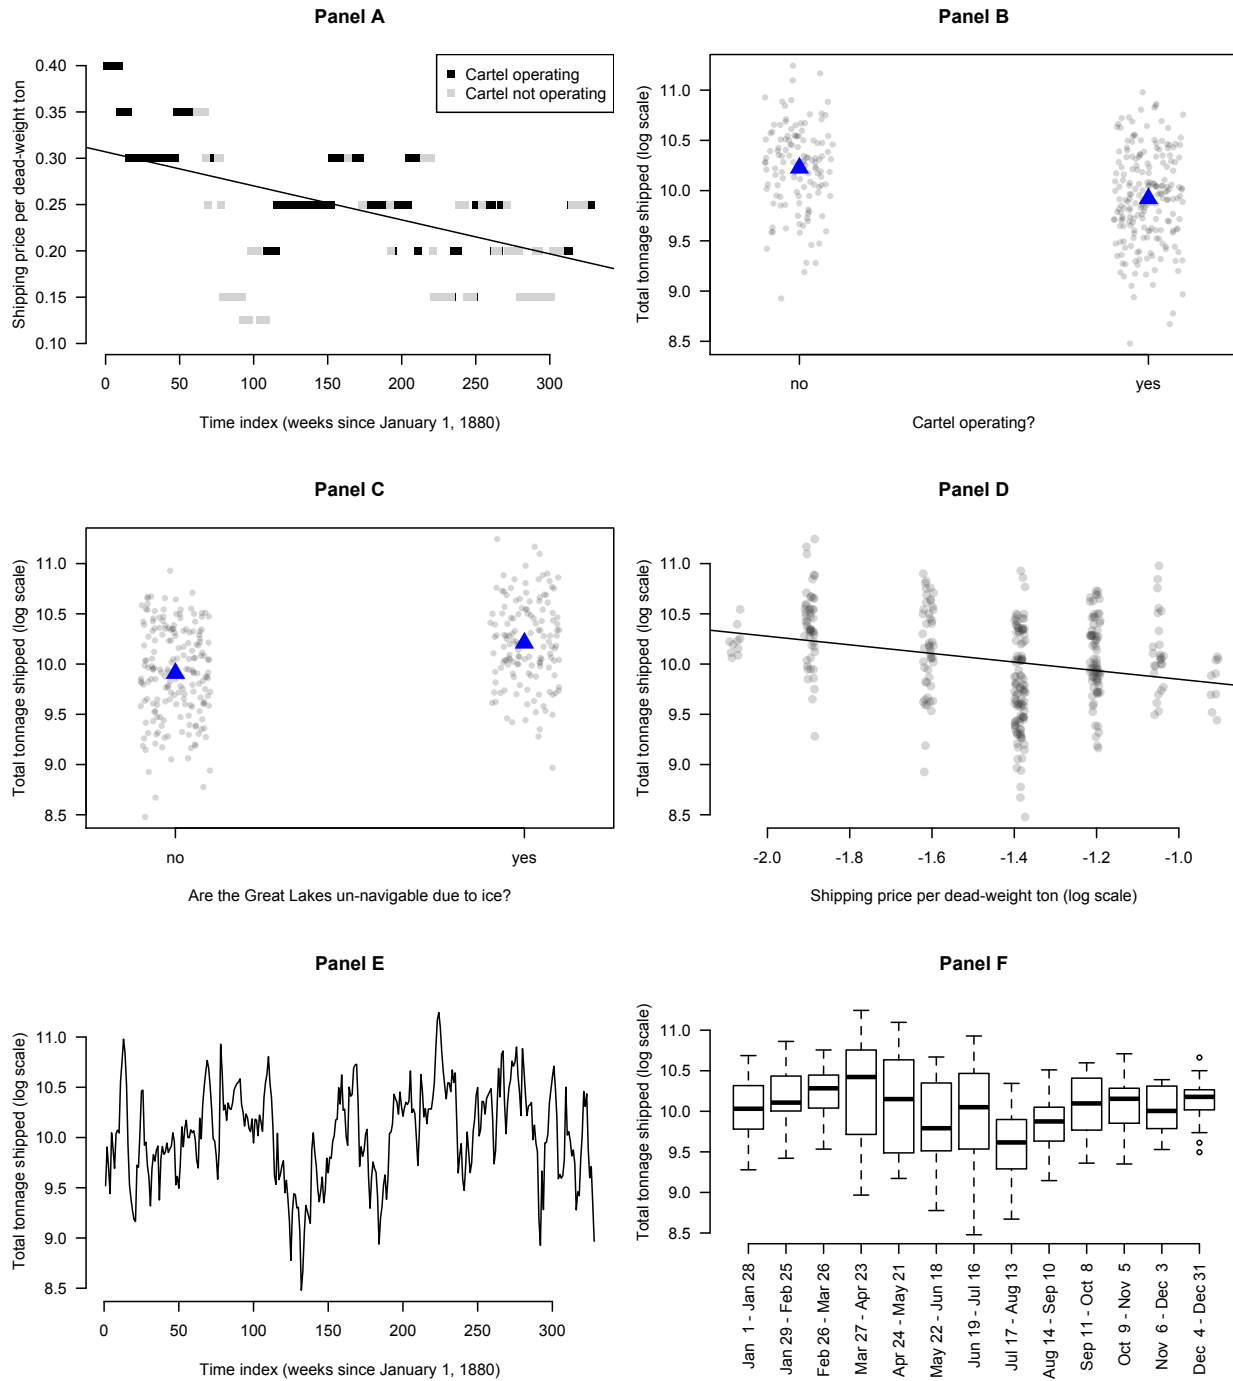 Panel A
Shipping price per dead-weight ton
0.40
0.35
0.30
0.25
0.20
0.15
0.10
Cartel operating
Cartel not operating
0 50 100 150 200 250 300
Time index (weeks since January 1, 1880)
Panel B
Total tonnage shipped (log scale)
11.0
10.5
10.0
9.5
9.0
8.5
no yes
Cartel operating?
Panel C
Total tonnage shipped (log scale)
11.0
10.5
10.0
9.5
9.0
8.5
no yes
Are the Great Lakes un-navigable due to ice?
Panel D
Total tonnage shipped (log scale)
11.0
10.5
10.0
9.5
9.0
8.5
-2.0 -1.8 -1.6 -1.4 -1.2 -1.0
Shipping price per dead-weight ton (log scale)
Panel E
Total tonnage shipped (log scale)
11.0
10.5
10.0
9.5
9.0
8.5
0 50 100 150 200 250 300
Time index (weeks since January 1, 1880)
Panel F
Total tonnage shipped (log scale)
11.0
10.5
10.0
9.5
9.0
8.5
Jan 1 - Jan 28
Jan 29 - Feb 25
Feb 26 - Mar 26
Mar 27 - Apr 23
Apr 24 - May 21
May 22 - Jun 18
Jun 19 - Jul 16
Jul 17 - Aug 13
Aug 14 - Sep 10
Sep 11 - Oct 8
Oct 9 - Nov 5
Nov 6 - Dec 3
Dec 4 - Dec 31